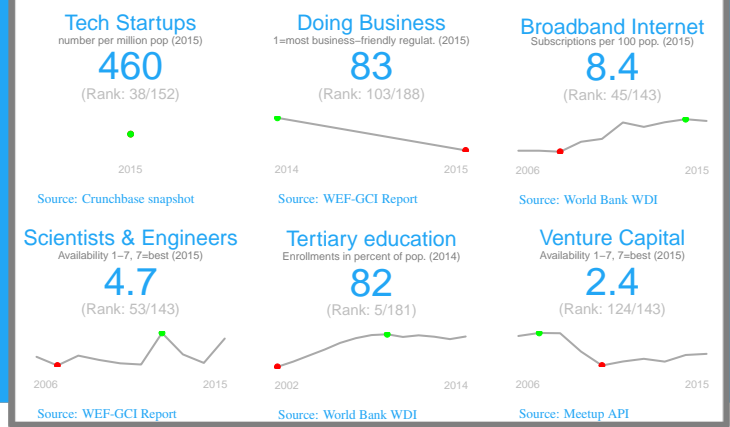 Tech Startups
number per million pop (2015)
460
(Rank: 38/152)
2015
Source: Crunchbase snapshot
Doing Business
1=most business−friendly regulat. (2015)
83
(Rank: 103/188)
2014 2015
Source: WEF-GCI Report
Broadband Internet
Subscriptions per 100 pop. (2015)
8.4
(Rank: 45/143)
2006 2015
Source: World Bank WDI
Scientists & Engineers
Availability 1−7, 7=best (2015)
4.7
(Rank: 53/143)
2006 2015
Source: WEF-GCI Report
Tertiary education
Enrollments in percent of pop. (2014)
82
(Rank: 5/181)
2002 2014
Source: World Bank WDI
Venture Capital
Availability 1−7, 7=best (2015)
2.4
(Rank: 124/143)
2006 2015
Source: Meetup API